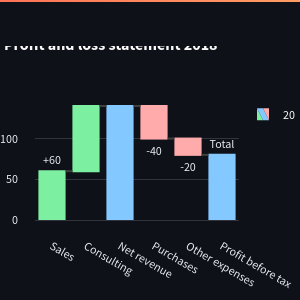 Profit and loss statement 2018
20
100
50
0
+60
-40
-20
Total
Sales
Consulting
Net revenue
Purchases
Other expenses
Profit before tax